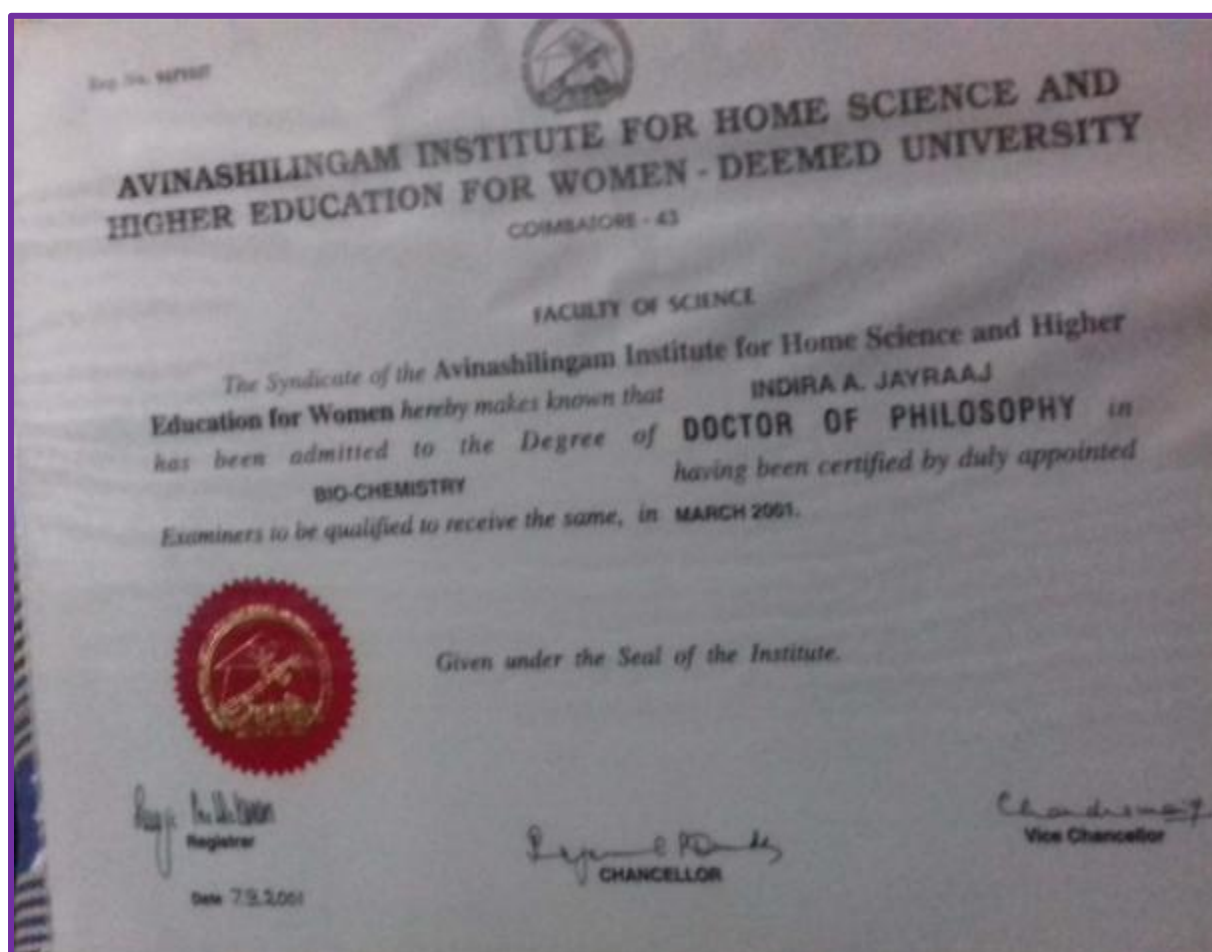 Reg. No.
AVINASHILINGAM INSTITUTE FOR HOME SCIENCE AND
HIGHER EDUCATION FOR WOMEN - DEEMED UNIVERSITY
COIMBATORE - 43
FACULTY OF SCIENCE
The Syndicate of the Avinashilingam Institute for Home Science and Higher
Education for Women hereby makes known that INDIRA A. JAYRAAJ
has been admitted to the Degree of DOCTOR OF PHILOSOPHY in
BIO-CHEMISTRY having been certified by duly appointed
Examiners to be qualified to receive the same, in MARCH 2001.
Given under the Seal of the Institute.
Registrar
CHANCELLOR
Vice Chancellor
Date 7.9.2001